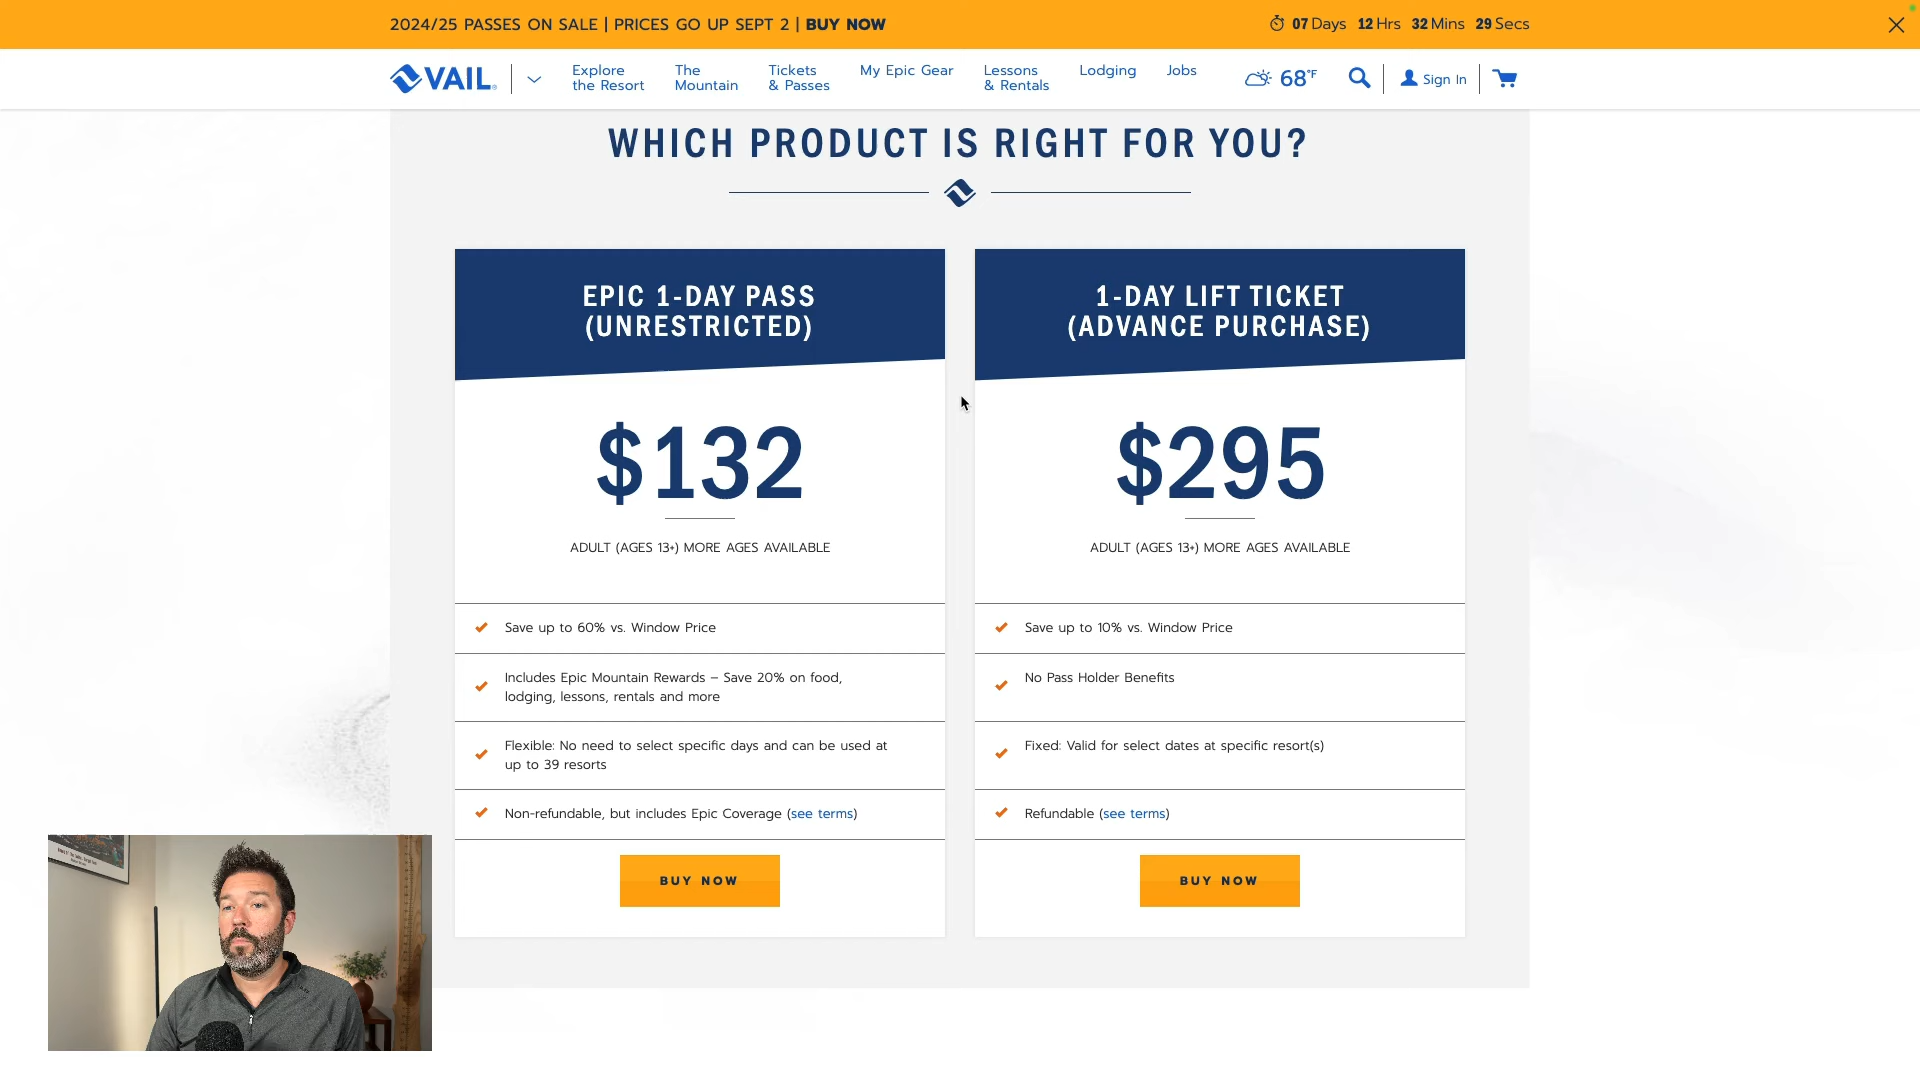 2024/25 PASSES ON SALE | PRICES GO UP SEPT 2 | BUY NOW
07 Days 12 Hrs 32 Mins 29 Secs
VAIL
Explore
the Resort
The
Mountain
Tickets
& Passes
My Epic Gear
Lessons
& Rentals
Lodging
Jobs
68°F
Sign In
WHICH PRODUCT IS RIGHT FOR YOU?
EPIC 1-DAY PASS
(UNRESTRICTED)
$132
ADULT (AGES 13+) MORE AGES AVAILABLE
Save up to 60% vs. Window Price
Includes Epic Mountain Rewards – Save 20% on food,
lodging, lessons, rentals and more
Flexible: No need to select specific days and can be used at
up to 39 resorts
Non-refundable, but includes Epic Coverage (see terms)
BUY NOW
1-DAY LIFT TICKET
(ADVANCE PURCHASE)
$295
ADULT (AGES 13+) MORE AGES AVAILABLE
Save up to 10% vs. Window Price
No Pass Holder Benefits
Fixed: Valid for select dates at specific resort(s)
Refundable (see terms)
BUY NOW